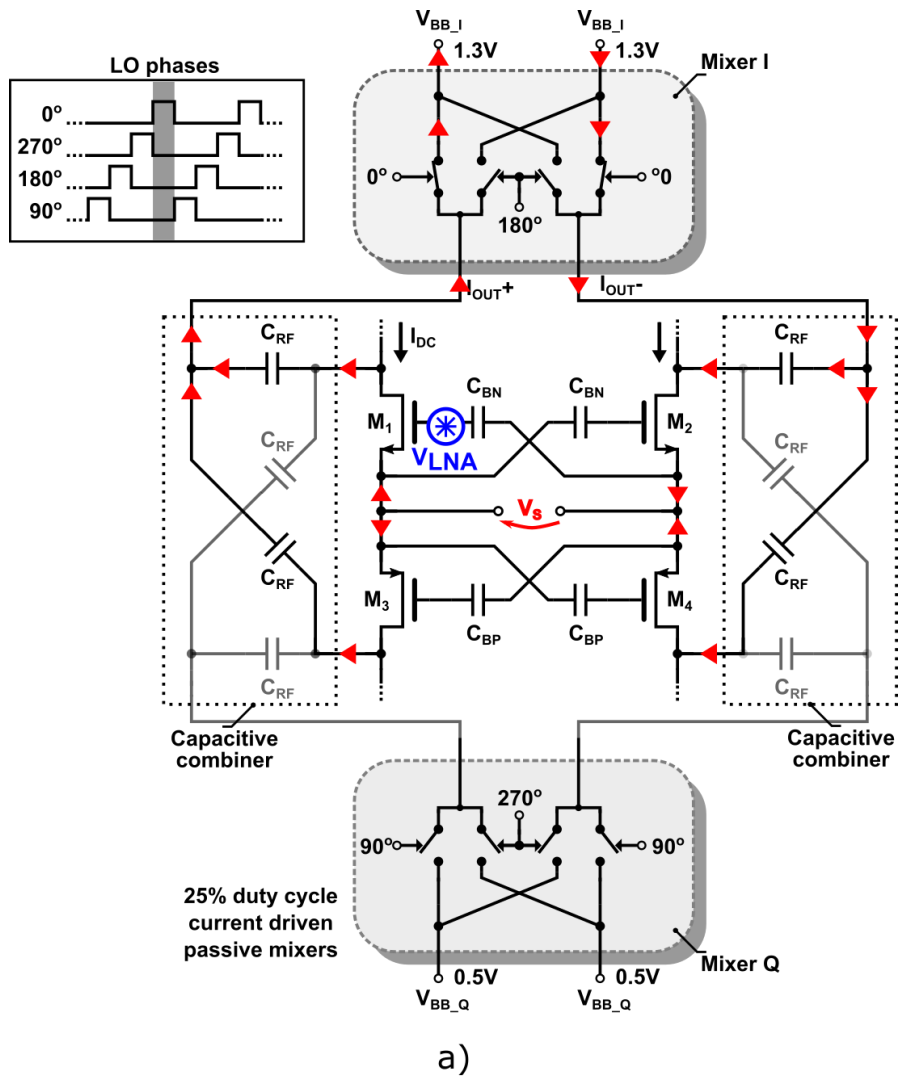 V_BB_I V_BB_I
1.3V 1.3V
Mixer I
LO phases
0°
270°
180°
90°
0° °0
180°
I_OUT+ I_OUT-
C_RF I_DC C_RF
C_BN C_BN
M_1 M_2
V_LNA
C_RF C_RF
V_s
C_RF C_RF
M_3 M_4
C_BP C_BP
C_RF C_RF
Capacitive
combiner
Capacitive
combiner
270°
90° 90°
25% duty cycle
current driven
passive mixers
Mixer Q
0.5V 0.5V
V_BB_Q V_BB_Q
a)